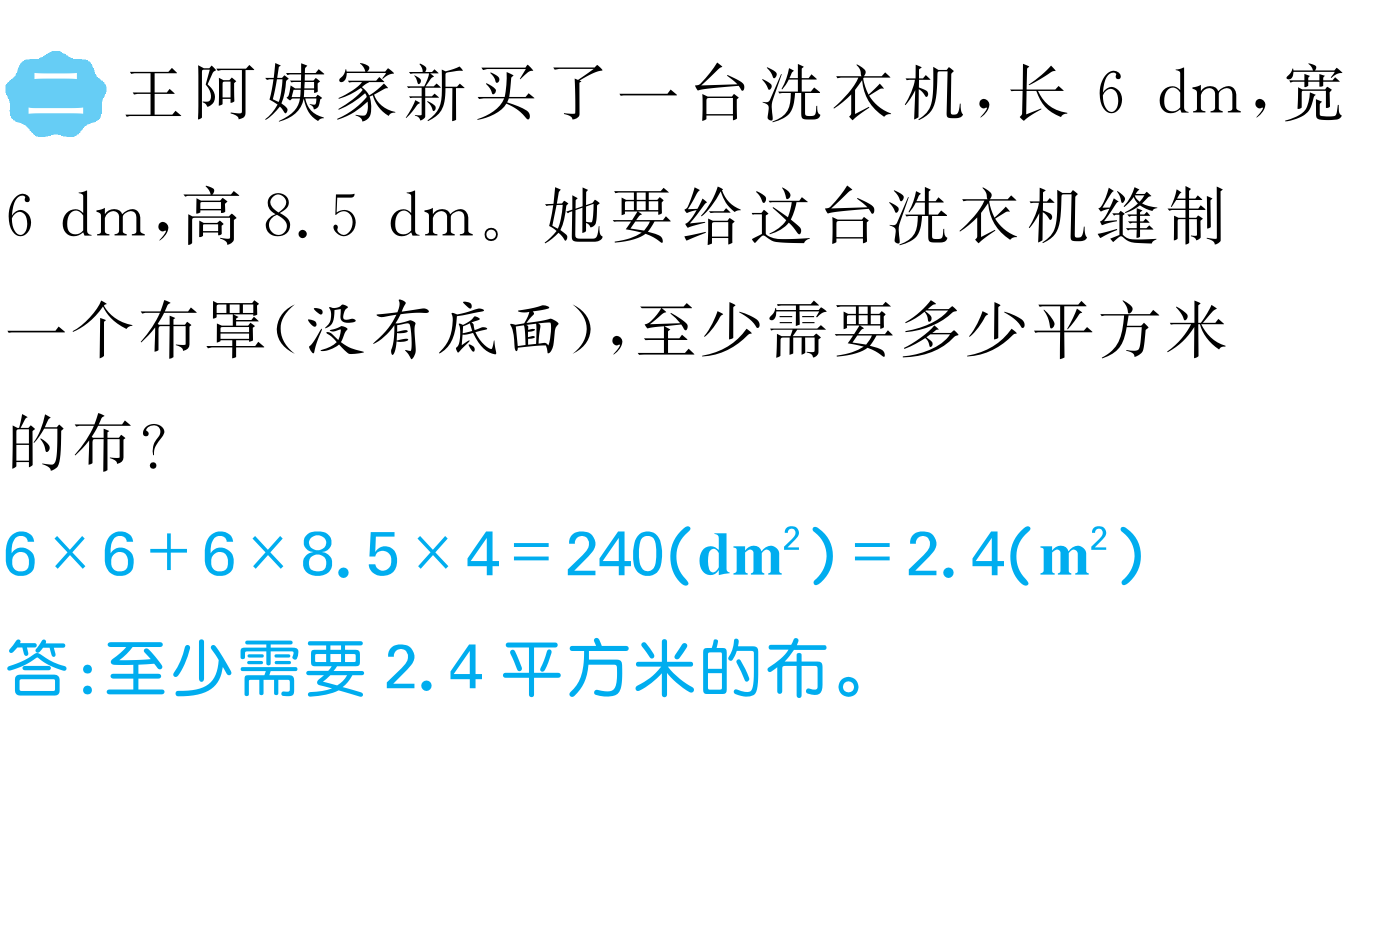 二 王阿姨家新买了一台洗衣机,长 6 dm,宽
6 dm,高 8.5 dm。她要给这台洗衣机缝制
一个布罩(没有底面),至少需要多少平方米
的布?
6×6+6×8.5×4=240(dm²)=2.4(m²)
答:至少需要 2.4 平方米的布。